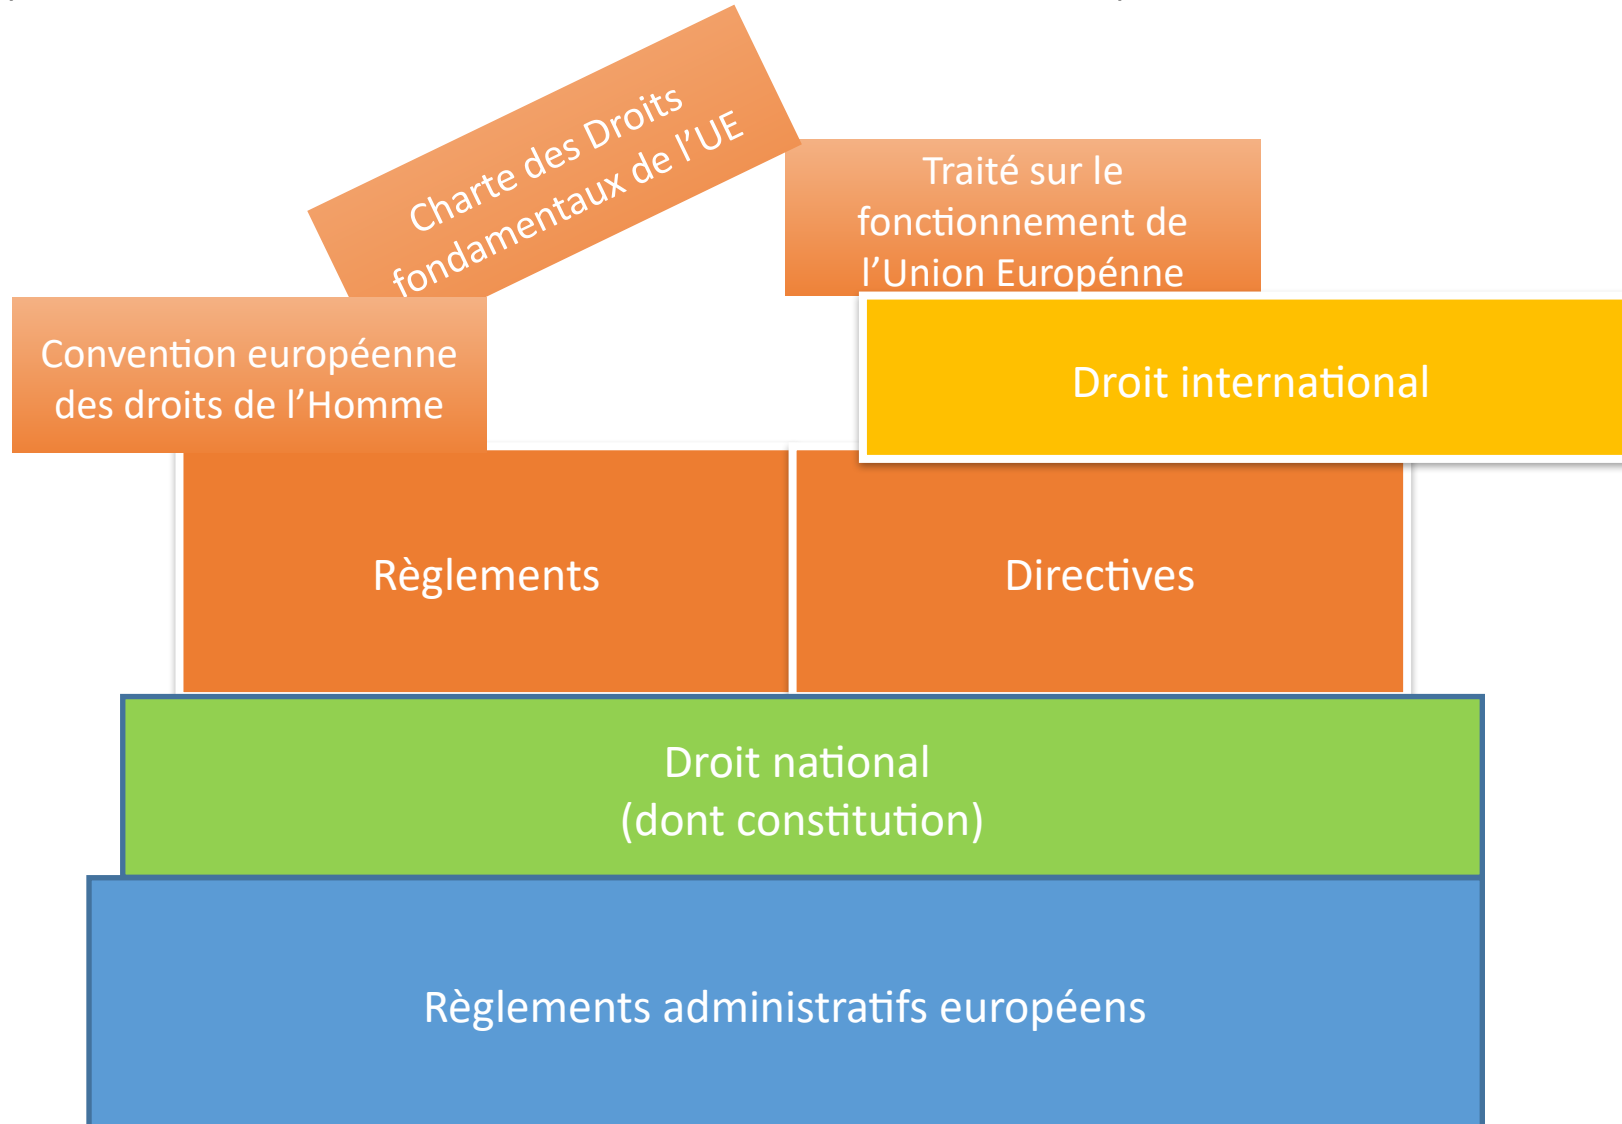 Charte des Droits
fondamentaux de l’UE
Traité sur le
fonctionnement de
l’Union Europénne
Convention européenne
des droits de l’Homme
Droit international
Règlements
Directives
Droit national
(dont constitution)
Règlements administratifs européens